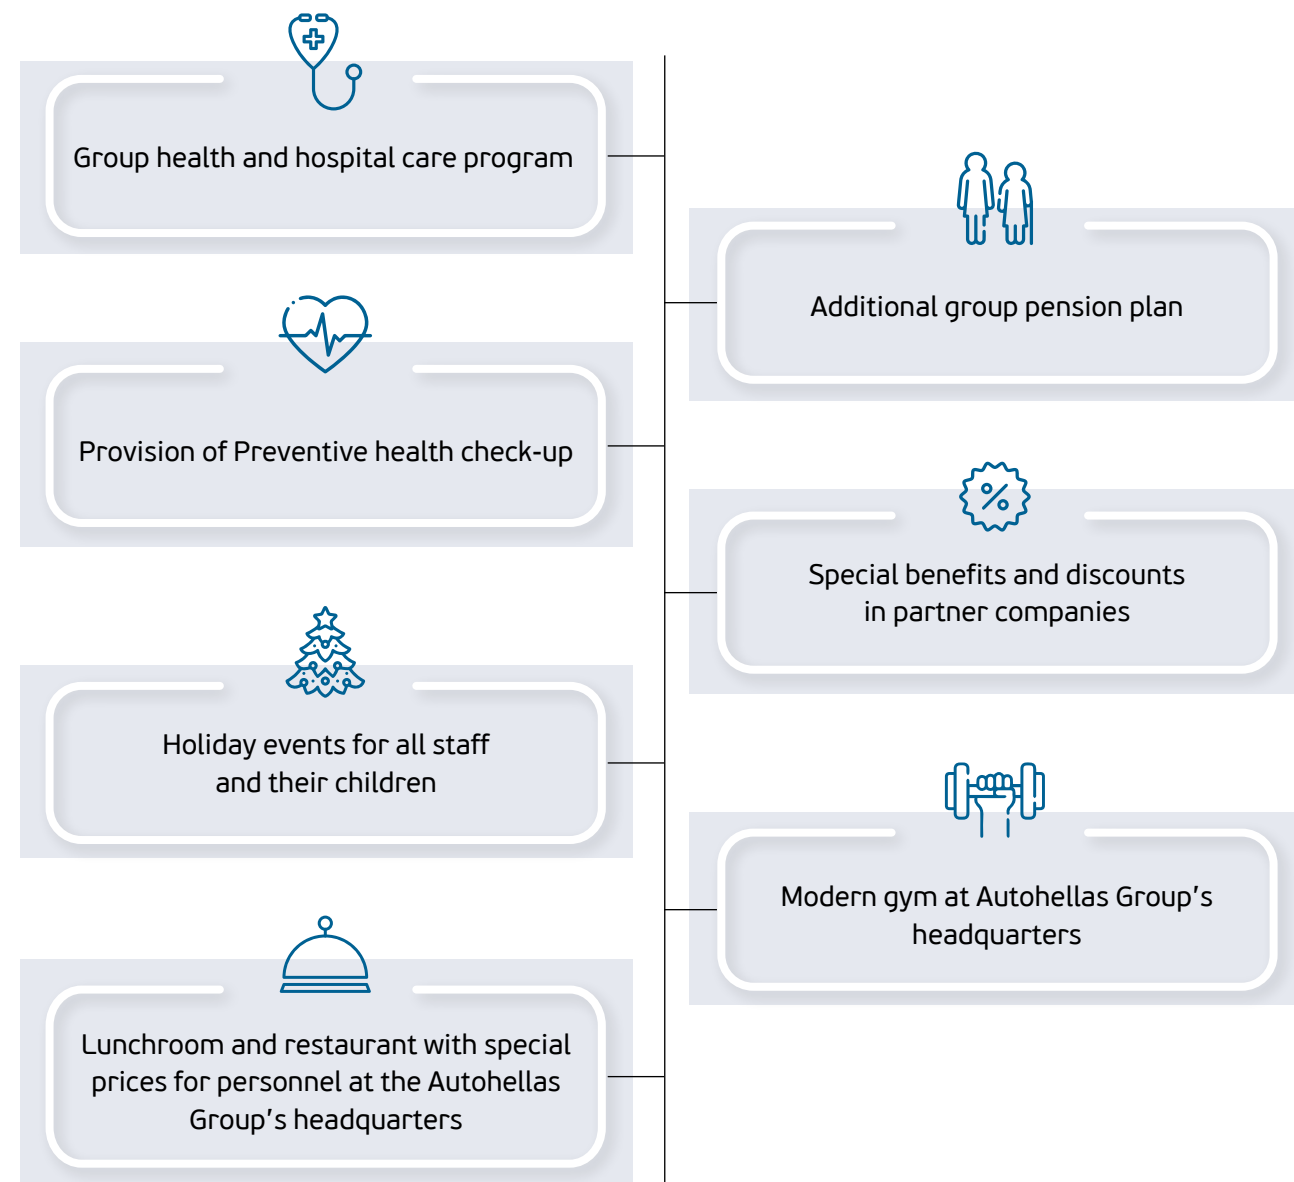 Group health and hospital care program
Additional group pension plan
Provision of Preventive health check-up
Special benefits and discounts
in partner companies
Holiday events for all staff
and their children
Modern gym at Autohellas Group's
headquarters
Lunchroom and restaurant with special
prices for personnel at the Autohellas
Group's headquarters